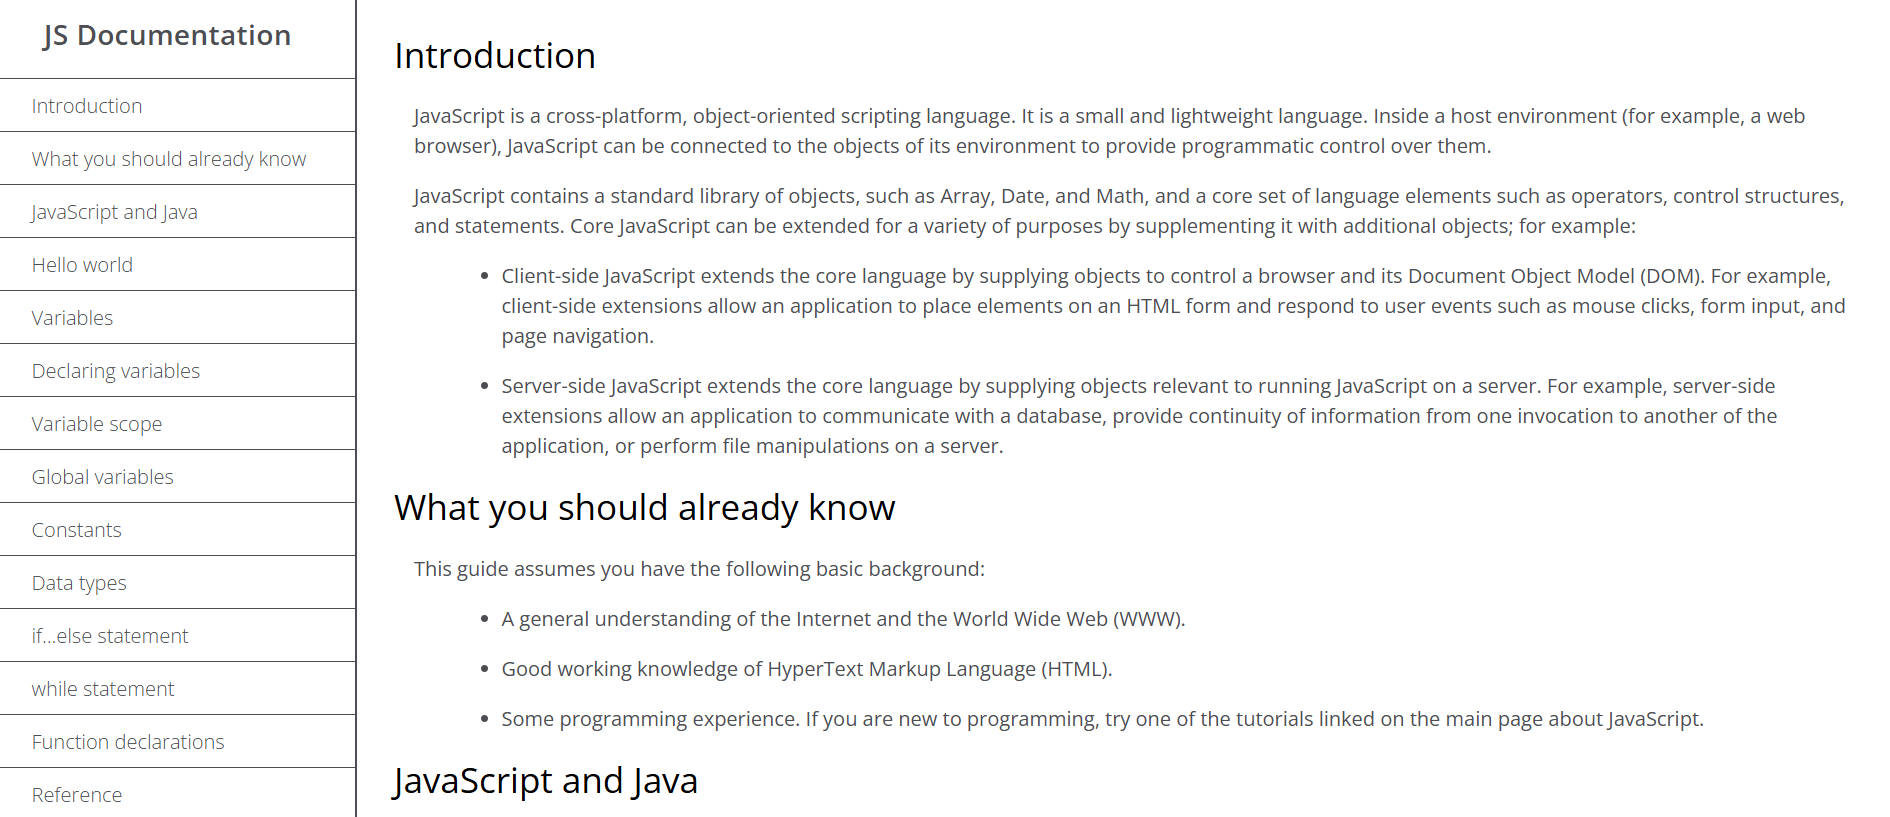 JS Documentation
Introduction
What you should already know
JavaScript and Java
Hello world
Variables
Declaring variables
Variable scope
Global variables
Constants
Data types
if...else statement
while statement
Function declarations
Reference
Introduction
JavaScript is a cross-platform, object-oriented scripting language. It is a small and lightweight language. Inside a host environment (for example, a web
browser), JavaScript can be connected to the objects of its environment to provide programmatic control over them.
JavaScript contains a standard library of objects, such as Array, Date, and Math, and a core set of language elements such as operators, control structures,
and statements. Core JavaScript can be extended for a variety of purposes by supplementing it with additional objects; for example:
• Client-side JavaScript extends the core language by supplying objects to control a browser and its Document Object Model (DOM). For example,
client-side extensions allow an application to place elements on an HTML form and respond to user events such as mouse clicks, form input, and
page navigation.
• Server-side JavaScript extends the core language by supplying objects relevant to running JavaScript on a server. For example, server-side
extensions allow an application to communicate with a database, provide continuity of information from one invocation to another of the
application, or perform file manipulations on a server.
What you should already know
This guide assumes you have the following basic background:
• A general understanding of the Internet and the World Wide Web (WWW).
• Good working knowledge of HyperText Markup Language (HTML).
• Some programming experience. If you are new to programming, try one of the tutorials linked on the main page about JavaScript.
JavaScript and Java